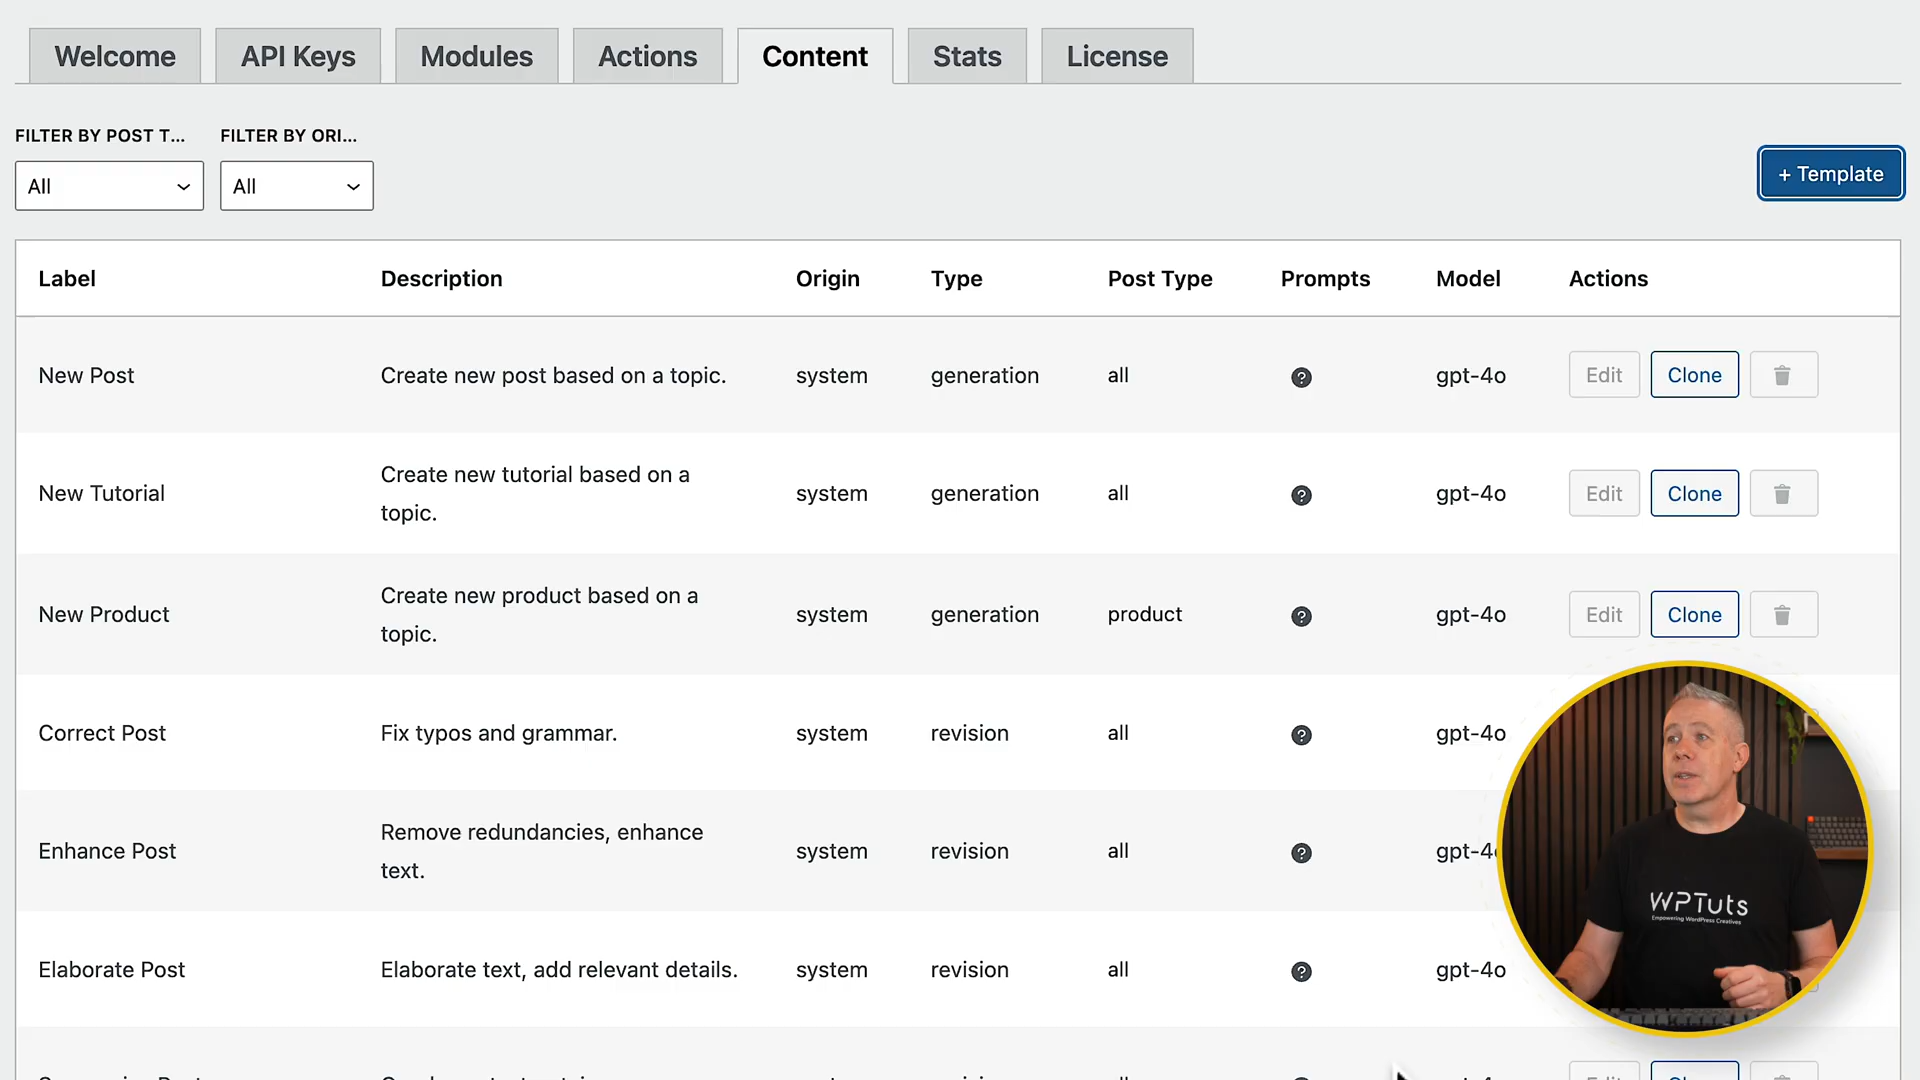 Welcome
API Keys
Modules
Actions
Content
Stats
License
FILTER BY POST T...
FILTER BY ORI...
All
All
+ Template
Label
Description
Origin
Type
Post Type
Prompts
Model
Actions
New Post
Create new post based on a topic.
system
generation
all
?
gpt-4o
Edit
Clone
New Tutorial
Create new tutorial based on a
topic.
system
generation
all
?
gpt-4o
Edit
Clone
New Product
Create new product based on a
topic.
system
generation
product
?
gpt-4o
Edit
Clone
Correct Post
Fix typos and grammar.
system
revision
all
?
gpt-4o
Enhance Post
Remove redundancies, enhance
text.
system
revision
all
?
gpt-4
Elaborate Post
Elaborate text, add relevant details.
system
revision
all
?
gpt-4o
WPTuts
Empowering WordPress Creatives